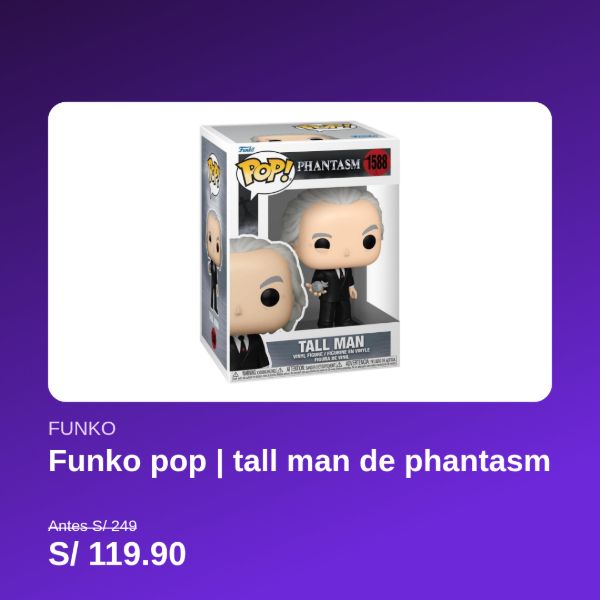 Funko
POP!
PHANTASM
1588
TALL MAN
VINYL FIGURE / FIGURINE EN VINYLE
FIGURA DE VINYL
FUNKO
Funko pop | tall man de phantasm
Antes S/ 249
S/ 119.90